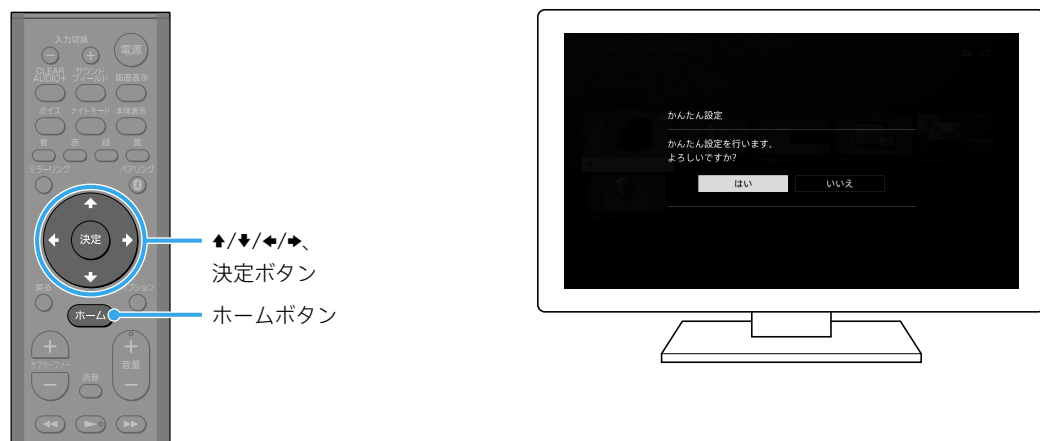 入力切換
電源
CLEAR
AUDIO+
サウンド
フィールド
画面表示
ボイス
ナイトモード
本体表示
青
赤
緑
黄
ミラーリング
ペアリング
決定
戻る
オプション
ホーム
サブウーファー
音量
消音
↑/↓/←/→、
決定ボタン
ホームボタン
かんたん設定
かんたん設定を行います。
よろしいですか?
はい
いいえ